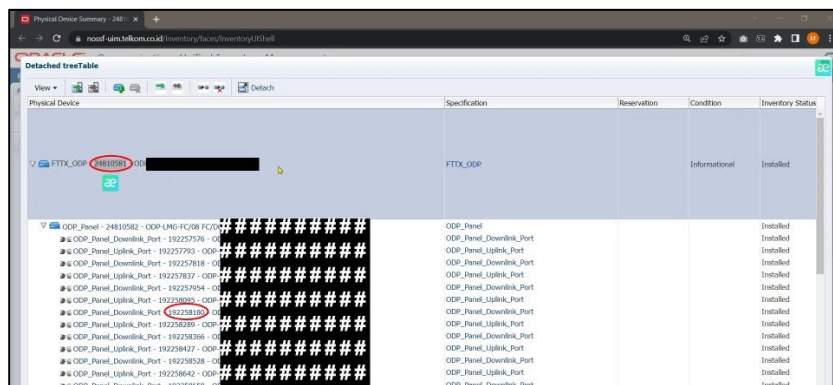 Physical Device Summary - 2481
nossf-uim.telkom.co.id/Inventory/faces/InventoryUIShell
Detached treeTable
æ
View Detach
Physical Device Specification Reservation Condition Inventory Status
FTTX_ODP - 24810581 - OD FTTX_ODP Informational Installed
æ
ODP_Panel - 24810582 - ODP-LMG-FC/08 FC/D ########## ODP_Panel Installed
ODP_Panel_Downlink_Port - 192257576 - OD ########## ODP_Panel_Downlink_Port Installed
ODP_Panel_Uplink_Port - 192257793 - ODP- ########## ODP_Panel_Uplink_Port Installed
ODP_Panel_Downlink_Port - 192257818 - OD ODP_Panel_Downlink_Port Installed
ODP_Panel_Uplink_Port - 192257837 - ODP- ########## ODP_Panel_Uplink_Port Installed
ODP_Panel_Downlink_Port - 192257954 - OD ########## ODP_Panel_Downlink_Port Installed
ODP_Panel_Uplink_Port - 192258095 - ODP- ODP_Panel_Uplink_Port Installed
ODP_Panel_Downlink_Port - 192258180 - OD ########## ODP_Panel_Downlink_Port Installed
ODP_Panel_Uplink_Port - 192258289 - ODP- ########## ODP_Panel_Uplink_Port Installed
ODP_Panel_Downlink_Port - 192258366 - OD ODP_Panel_Downlink_Port Installed
ODP_Panel_Uplink_Port - 192258427 - ODP- ########## ODP_Panel_Uplink_Port Installed
ODP_Panel_Downlink_Port - 192258528 - OD ########## ODP_Panel_Downlink_Port Installed
ODP_Panel_Uplink_Port - 192258642 - ODP- ########## ODP_Panel_Uplink_Port Installed